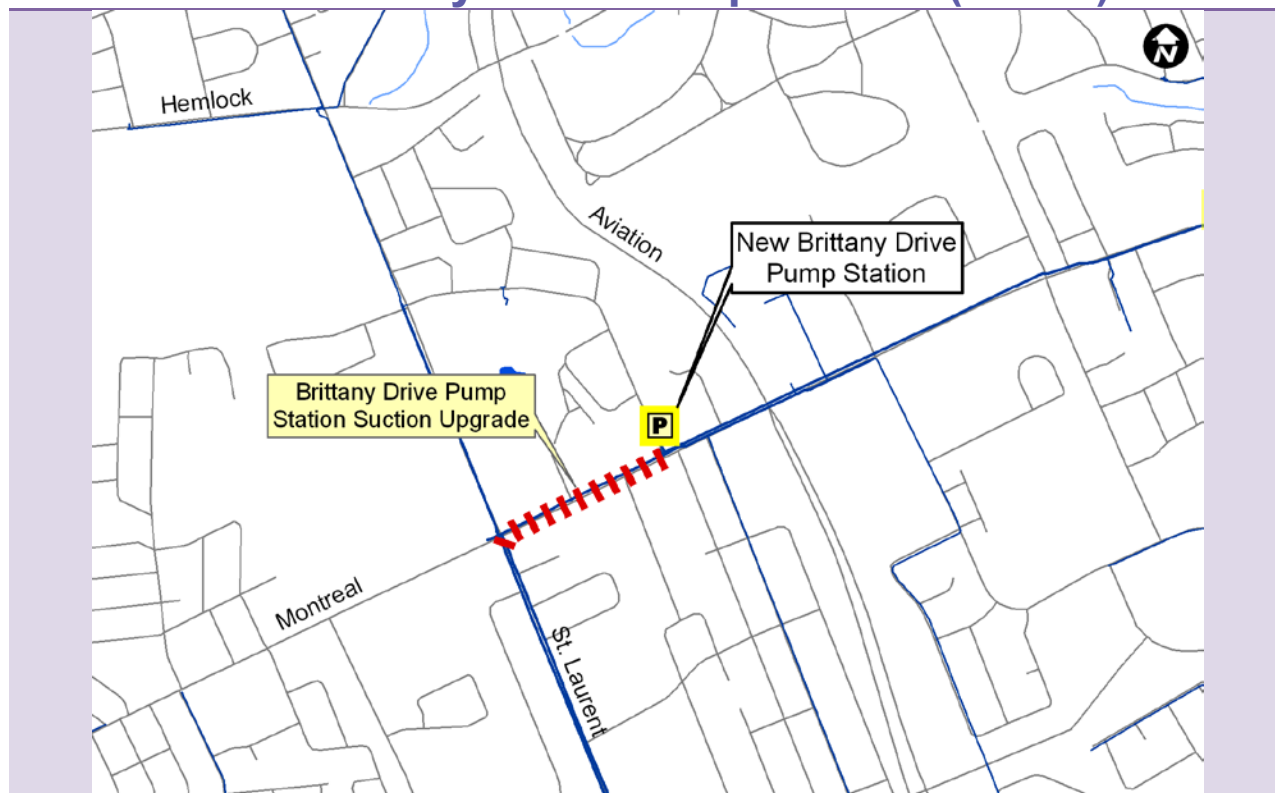 Hemlock
N
Aviation
New Brittany Drive
Pump Station
Brittany Drive Pump
Station Suction Upgrade
P
Montreal
St. Laurent